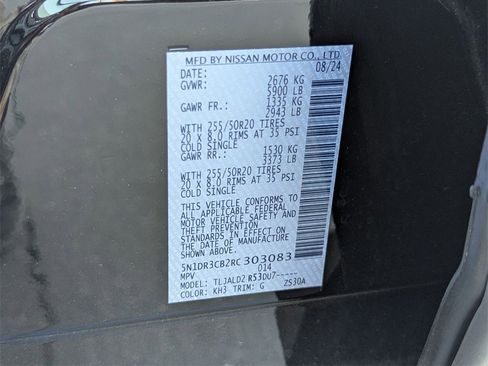 MFD BY NISSAN MOTOR CO., LTD
DATE: 08/24
GVWR: 2676 KG
5900 LB
GAWR FR.: 1335 KG
2943 LB
WITH 255/50R20 TIRES
20 X 8.0 RIMS AT 35 PSI
COLD SINGLE
GAWR RR.: 1530 KG
3373 LB
WITH 255/50R20 TIRES
20 X 8.0 RIMS AT 35 PSI
COLD SINGLE
THIS VEHICLE CONFORMS TO
ALL APPLICABLE FEDERAL
MOTOR VEHICLE SAFETY AND
THEFT PREVENTION
STANDARDS IN EFFECT ON
THE DATE OF MANUFACTURE
SHOWN ABOVE.
5N1DR3CB2RC303083
MPV 014
MODEL: TLJALD2 R53DU7-----
COLOR: KH3 TRIM: G ZS30A